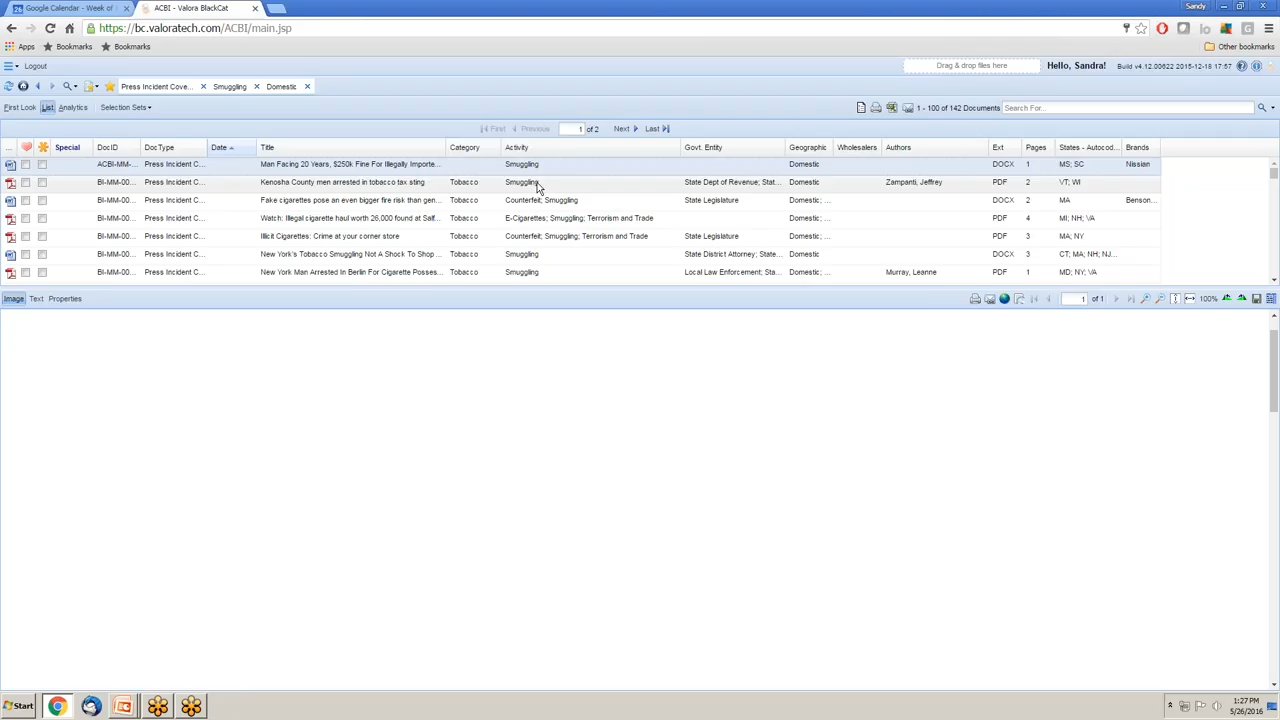 Google Calendar - Week of
ACBI - Valora BlackCat
Sandy
https://bc.valoratech.com/ACBI/main.jsp
Apps Bookmarks Bookmarks Other bookmarks
Logout Drag & drop files here Hello, Sandra! Build v4.12.00622 2015-12-18 17:57
Press Incident Cove... Smuggling Domestic
First Look List Analytics Selection Sets 1 - 100 of 142 Documents Search For...
First Previous 1 of 2 Next Last
... Special DocID DocType Date Title Category Activity Govt. Entity Geographic Wholesalers Authors Ext Pages States - Autocod... Brands
ACBI-MM-... Press Incident C... Man Facing 20 Years, $250k Fine For Illegally Importe... Smuggling Domestic DOCX 1 MS; SC Nissian
BI-MM-00... Press Incident C... Kenosha County men arrested in tobacco tax sting Tobacco Smuggling State Dept of Revenue; Stat... Domestic Zampanti, Jeffrey PDF 2 VT; WI
BI-MM-00... Press Incident C... Fake cigarettes pose an even bigger fire risk than gen... Tobacco Counterfeit; Smuggling State Legislature Domestic; ... DOCX 2 MA Benson...
BI-MM-00... Press Incident C... Watch: Illegal cigarette haul worth 26,000 found at Salf... Tobacco E-Cigarettes; Smuggling; Terrorism and Trade Domestic; ... PDF 4 MI; NH; VA
BI-MM-00... Press Incident C... Illicit Cigarettes: Crime at your corner store Tobacco Counterfeit; Smuggling; Terrorism and Trade State Legislature Domestic; ... PDF 3 MA; NY
BI-MM-00... Press Incident C... New York's Tobacco Smuggling Not A Shock To Shop ... Tobacco Smuggling State District Attorney; State... Domestic DOCX 3 CT; MA; NH; NJ...
BI-MM-00... Press Incident C... New York Man Arrested In Berlin For Cigarette Posses... Tobacco Smuggling Local Law Enforcement; Sta... Domestic; ... Murray, Leanne PDF 1 MD; NY; VA
Image Text Properties 1 of 1 100%
Start 1:27 PM
5/26/2016